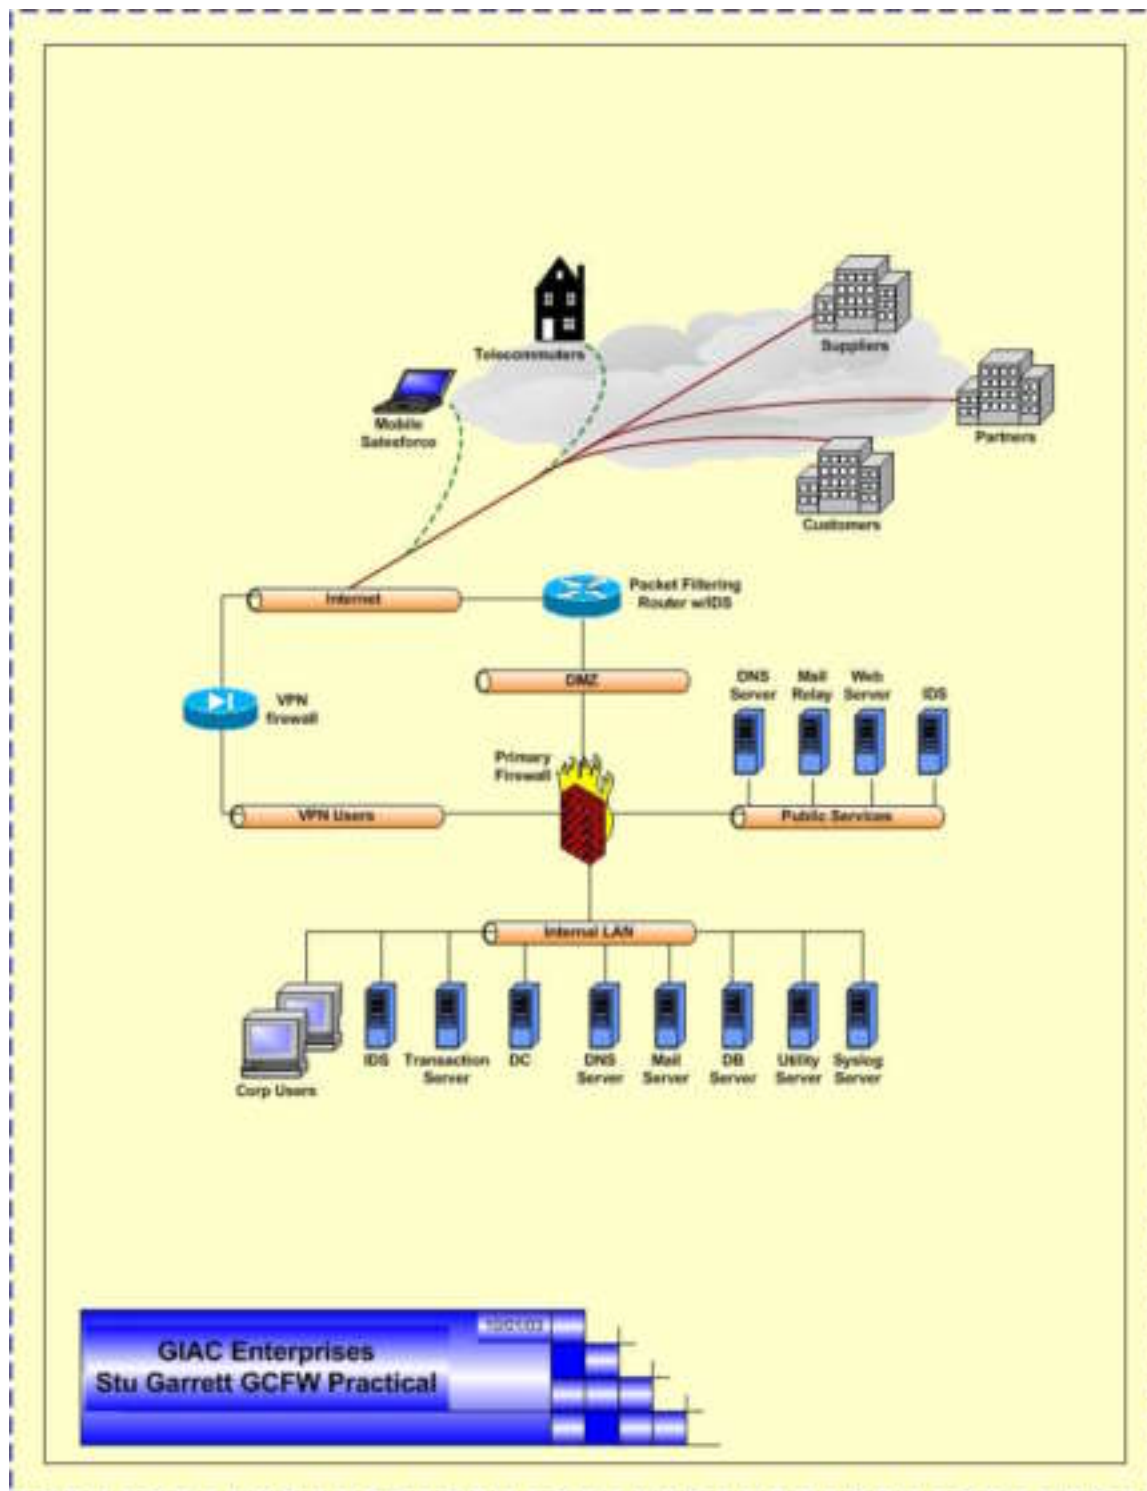 Telecommuters
Suppliers
Mobile
Salesforce
Partners
Customers
Internet
Packet Filtering
Router w/IDS
DMZ
VPN
firewall
DNS
Server
Mail
Relay
Web
Server
IDS
Primary
Firewall
VPN Users
Public Services
Internal LAN
Corp Users
IDS
Transaction
Server
DC
DNS
Server
Mail
Server
DB
Server
Utility
Server
Syslog
Server
GIAC Enterprises
Stu Garrett GCFW Practical